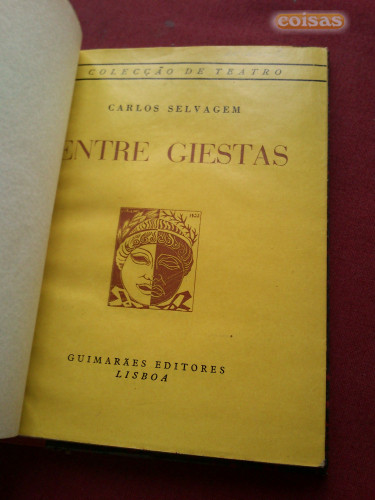 coisas
COLECÇÃO DE TEATRO
CARLOS SELVAGEM
ENTRE GIESTAS
GUIMARÃES EDITORES
LISBOA